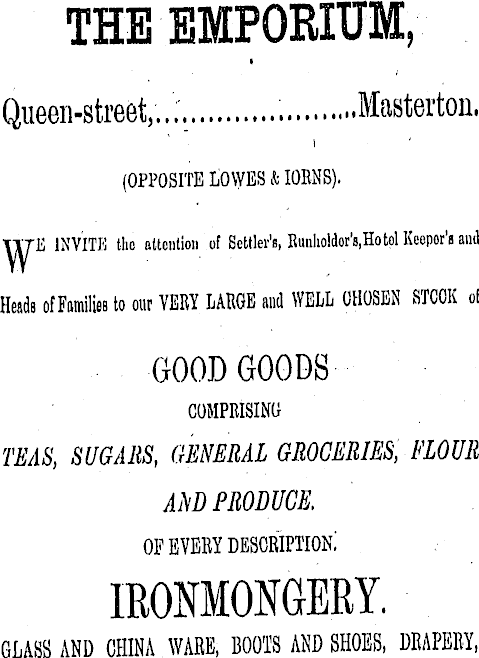 THE EMPORIUM,
Queen-street,.........................Masterton.
(OPPOSITE LOWES & IORNS).
WE INVITE the attention of Settler's, Runholder's, Hotel Keeper's and
Heads of Families to our VERY LARGE and WELL CHOSEN STOCK of
GOOD GOODS
COMPRISING
TEAS, SUGARS, GENERAL GROCERIES, FLOUR
AND PRODUCE.
OF EVERY DESCRIPTION.
IRONMONGERY.
GLASS AND CHINA WARE, BOOTS AND SHOES, DRAPERY,